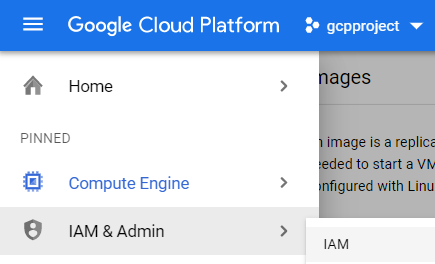 Google Cloud Platform
gcpproject
Home
PINNED
Compute Engine
IAM & Admin
IAM
mages
n image is a replica
eeded to start a VM
onfigured with Linu